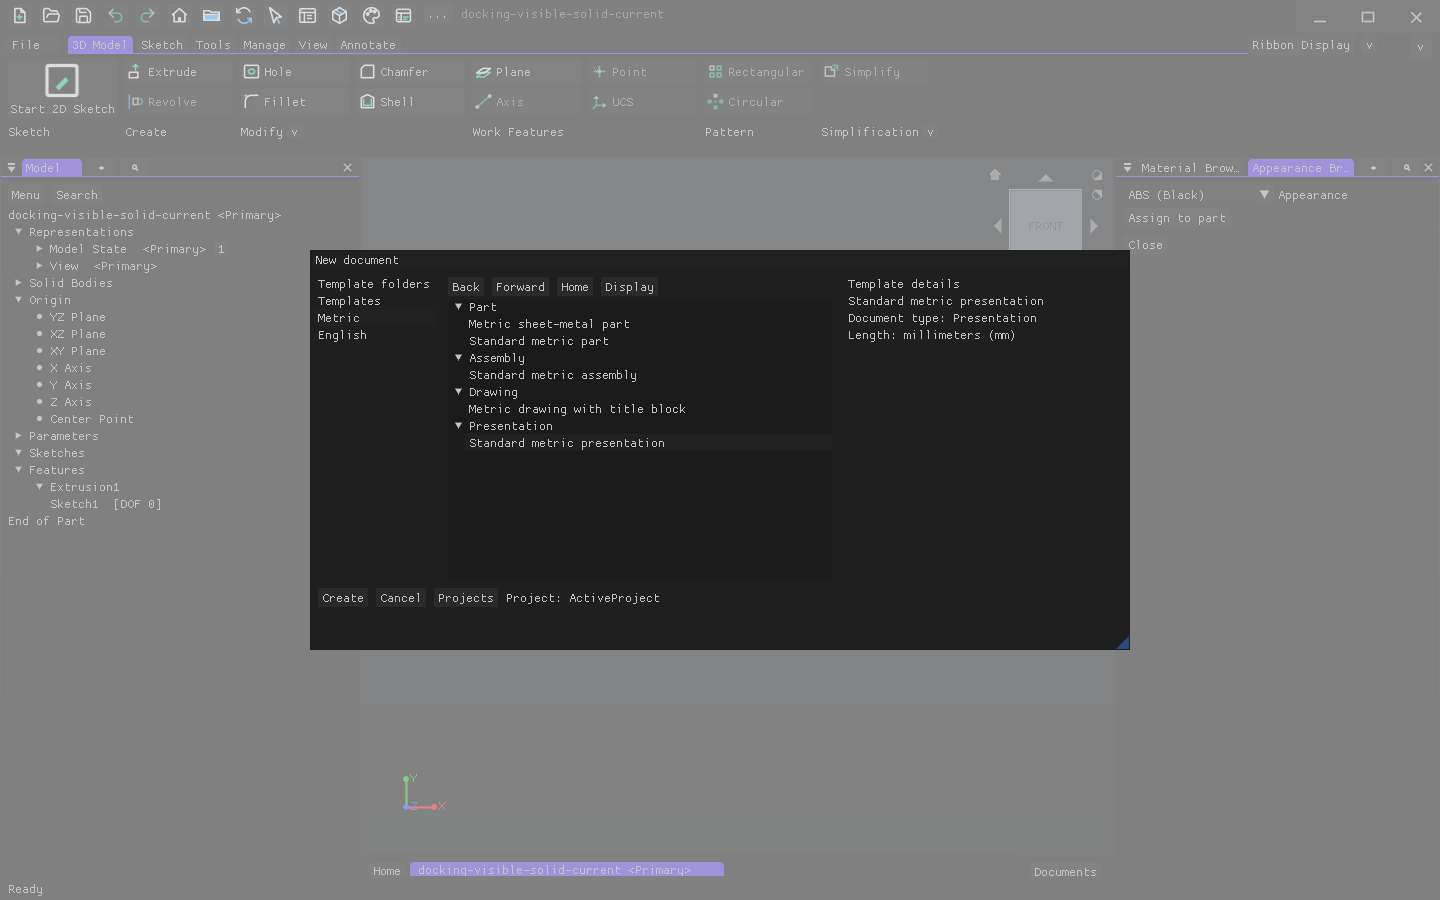 ... docking-visible-solid-current
File 3D Model Sketch Tools Manage View Annotate Ribbon Display v v
Start 2D Sketch
Extrude
Revolve
Hole
Fillet
Chamfer
Shell
Plane
Axis
Point
UCS
Rectangular
Circular
Simplify
Sketch Create Modify v Work Features Pattern Simplification v
Model
Menu Search
docking-visible-solid-current <Primary>
Representations
Model State <Primary> 1
View <Primary>
Solid Bodies
Origin
YZ Plane
XZ Plane
XY Plane
X Axis
Y Axis
Z Axis
Center Point
Parameters
Sketches
Features
Extrusion1
Sketch1 [DOF 0]
End of Part
FRONT
Material Brow… Appearance Br…
ABS (Black) Appearance
Assign to part
Close
New document
Template folders
Templates
Metric
English
Back Forward Home Display
Part
Metric sheet-metal part
Standard metric part
Assembly
Standard metric assembly
Drawing
Metric drawing with title block
Presentation
Standard metric presentation
Template details
Standard metric presentation
Document type: Presentation
Length: millimeters (mm)
Create Cancel Projects Project: ActiveProject
Y
Z X
Home docking-visible-solid-current <Primary> Documents
Ready